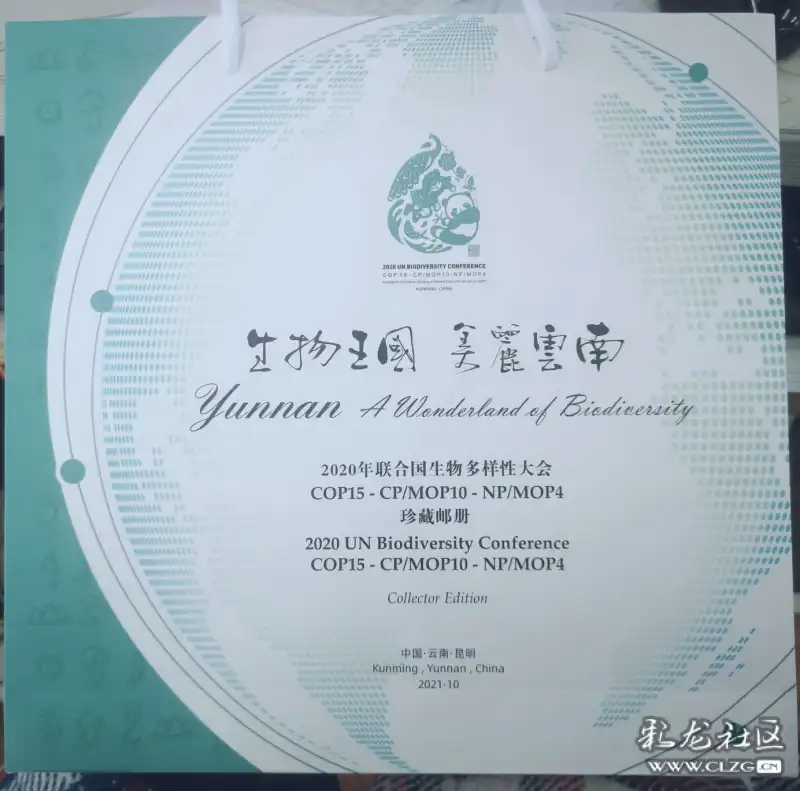 2020 UN BIODIVERSITY CONFERENCE
COP15-CP/MOP10-NP/MOP4
KUNMING·CHINA
生物王國 美麗雲南
Yunnan A Wonderland of Biodiversity
2020年联合国生物多样性大会
COP15 - CP/MOP10 - NP/MOP4
珍藏邮册
2020 UN Biodiversity Conference
COP15 - CP/MOP10 - NP/MOP4
Collector Edition
中国·云南·昆明
Kunming , Yunnan , China
2021·10
彩龙社区
WWW.CLZG.CN